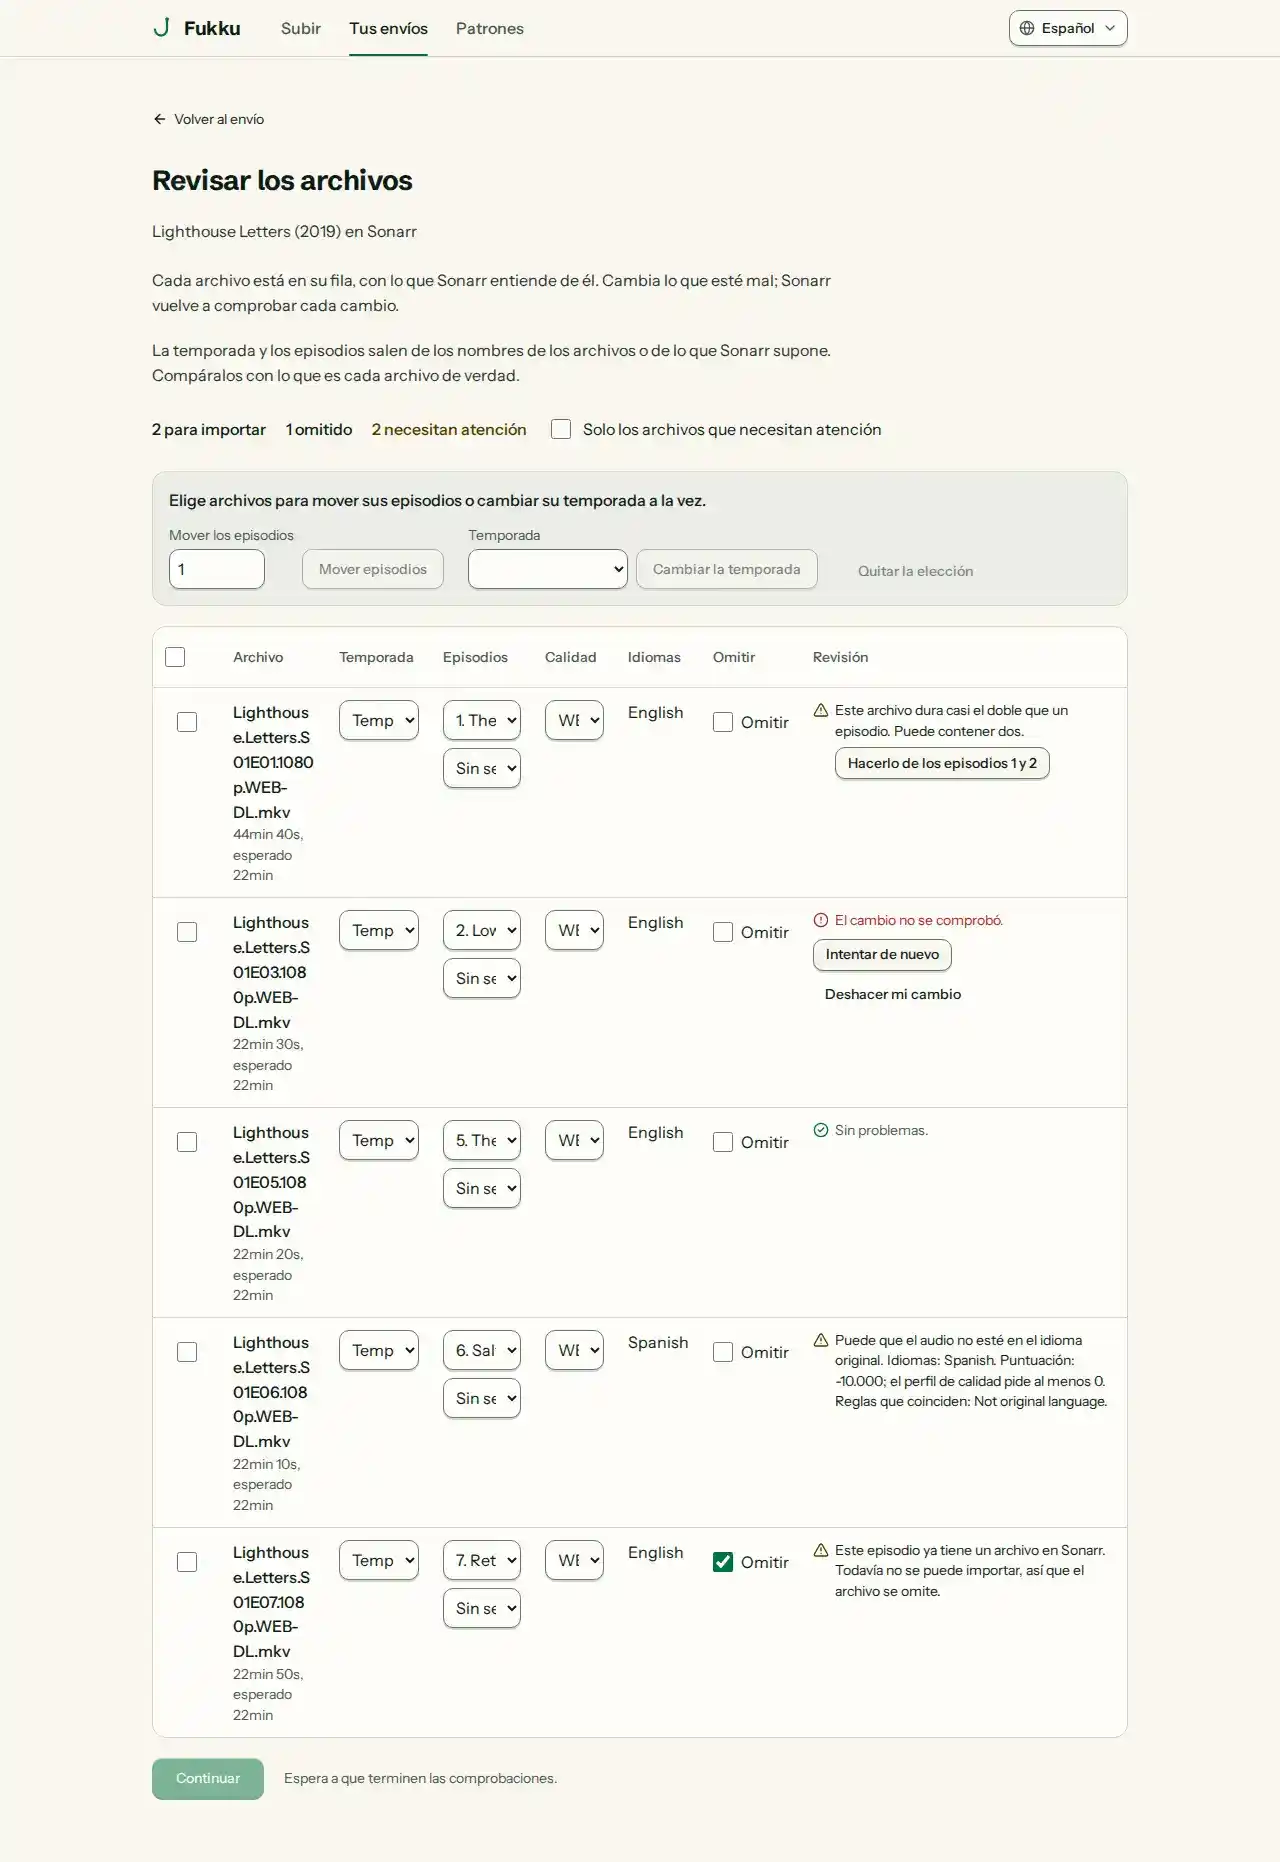 Fukku
Subir
Tus envíos
Patrones
Español
Volver al envío
Revisar los archivos
Lighthouse Letters (2019) en Sonarr
Cada archivo está en su fila, con lo que Sonarr entiende de él. Cambia lo que esté mal; Sonarr
vuelve a comprobar cada cambio.
La temporada y los episodios salen de los nombres de los archivos o de lo que Sonarr supone.
Compáralos con lo que es cada archivo de verdad.
2 para importar
1 omitido
2 necesitan atención
Solo los archivos que necesitan atención
Elige archivos para mover sus episodios o cambiar su temporada a la vez.
Mover los episodios
Temporada
1
Mover episodios
Cambiar la temporada
Quitar la elección
Archivo
Temporada
Episodios
Calidad
Idiomas
Omitir
Revisión
Lighthous
e.Letters.S
01E01.1080
p.WEB-
DL.mkv
44min 40s,
esperado
22min
Temp
1. The
Sin se
WE
English
Omitir
Este archivo dura casi el doble que un
episodio. Puede contener dos.
Hacerlo de los episodios 1 y 2
Lighthous
e.Letters.S
01E03.108
0p.WEB-
DL.mkv
22min 30s,
esperado
22min
Temp
2. Low
Sin se
WE
English
Omitir
El cambio no se comprobó.
Intentar de nuevo
Deshacer mi cambio
Lighthous
e.Letters.S
01E05.108
0p.WEB-
DL.mkv
22min 20s,
esperado
22min
Temp
5. The
Sin se
WE
English
Omitir
Sin problemas.
Lighthous
e.Letters.S
01E06.108
0p.WEB-
DL.mkv
22min 10s,
esperado
22min
Temp
6. Sal
Sin se
WE
Spanish
Omitir
Puede que el audio no esté en el idioma
original. Idiomas: Spanish. Puntuación:
-10.000; el perfil de calidad pide al menos 0.
Reglas que coinciden: Not original language.
Lighthous
e.Letters.S
01E07.108
0p.WEB-
DL.mkv
22min 50s,
esperado
22min
Temp
7. Ret
Sin se
WE
English
Omitir
Este episodio ya tiene un archivo en Sonarr.
Todavía no se puede importar, así que el
archivo se omite.
Continuar
Espera a que terminen las comprobaciones.